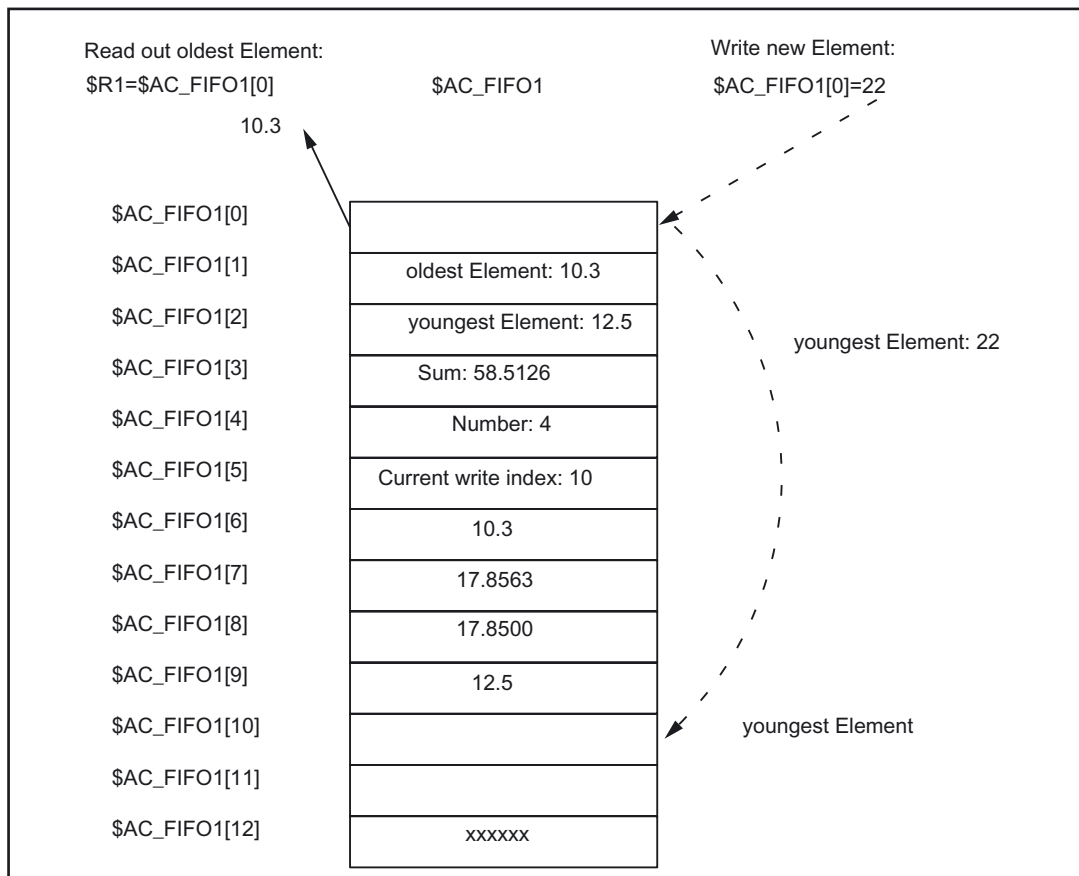 Read out oldest Element:
Write new Element:
$R1=$AC_FIFO1[0]
$AC_FIFO1
$AC_FIFO1[0]=22
10.3
$AC_FIFO1[0]
$AC_FIFO1[1]
oldest Element: 10.3
$AC_FIFO1[2]
youngest Element: 12.5
youngest Element: 22
$AC_FIFO1[3]
Sum: 58.5126
$AC_FIFO1[4]
Number: 4
$AC_FIFO1[5]
Current write index: 10
$AC_FIFO1[6]
10.3
$AC_FIFO1[7]
17.8563
$AC_FIFO1[8]
17.8500
$AC_FIFO1[9]
12.5
$AC_FIFO1[10]
youngest Element
$AC_FIFO1[11]
$AC_FIFO1[12]
xxxxxx